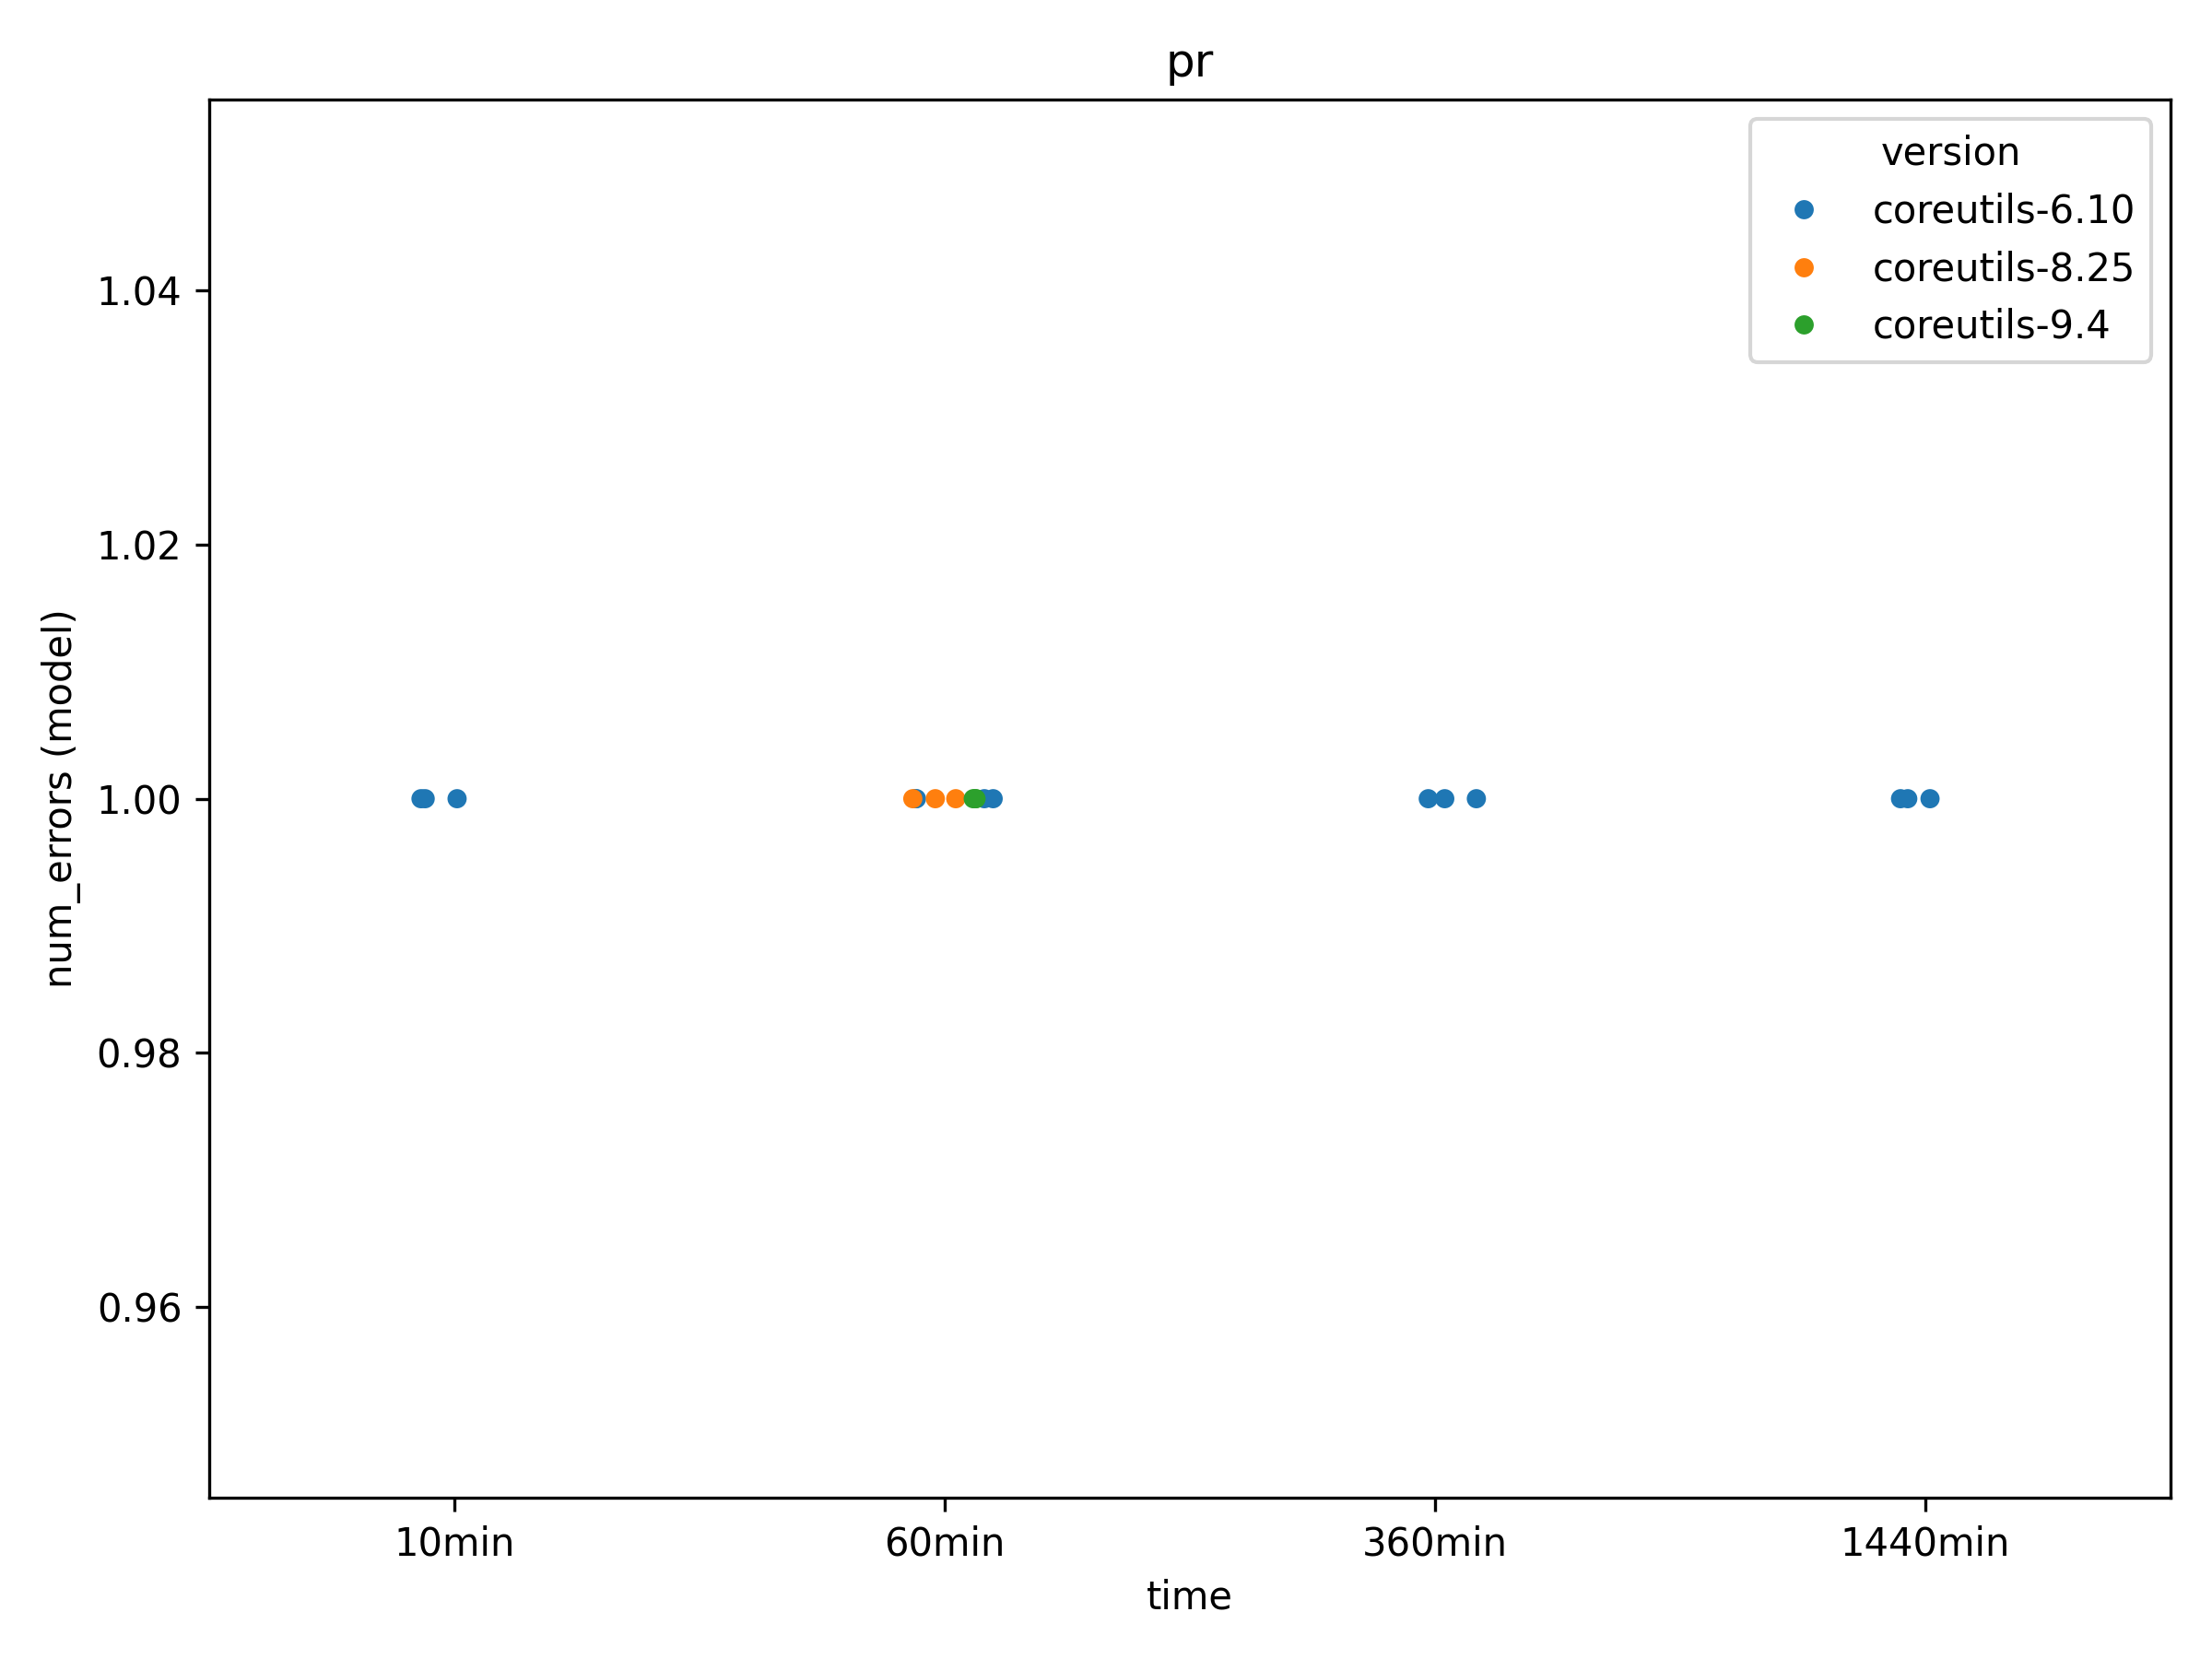 pr
version
coreutils-6.10
coreutils-8.25
coreutils-9.4
1.04
1.02
1.00
0.98
0.96
num_errors (model)
10min
60min
360min
1440min
time